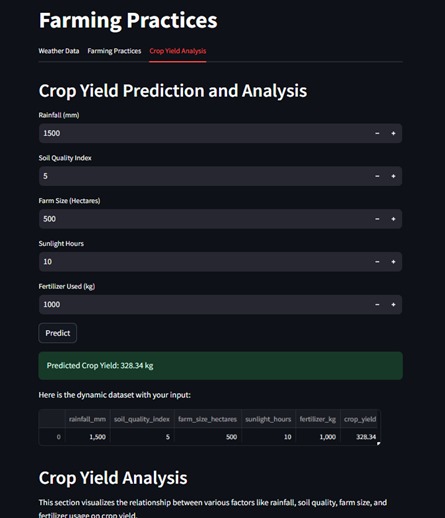 Farming Practices
Weather Data Farming Practices Crop Yield Analysis
Crop Yield Prediction and Analysis
Rainfall (mm)
1500 − +
Soil Quality Index
5 − +
Farm Size (Hectares)
500 − +
Sunlight Hours
10 − +
Fertilizer Used (kg)
1000 − +
Predict
Predicted Crop Yield: 328.34 kg
Here is the dynamic dataset with your input:
rainfall_mm soil_quality_index farm_size_hectares sunlight_hours fertilizer_kg crop_yield
0 1,500 5 500 10 1,000 328.34
Crop Yield Analysis
This section visualizes the relationship between various factors like rainfall, soil quality, farm size, and
fertilizer usage on crop yield.